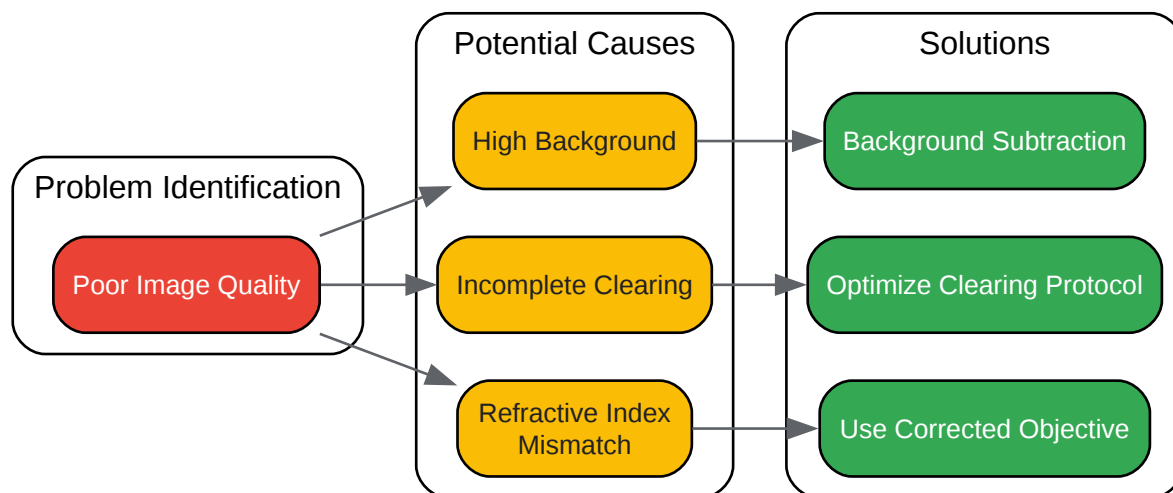 Problem Identification
Poor Image Quality
Potential Causes
High Background
Incomplete Clearing
Refractive Index
Mismatch
Solutions
Background Subtraction
Optimize Clearing Protocol
Use Corrected Objective